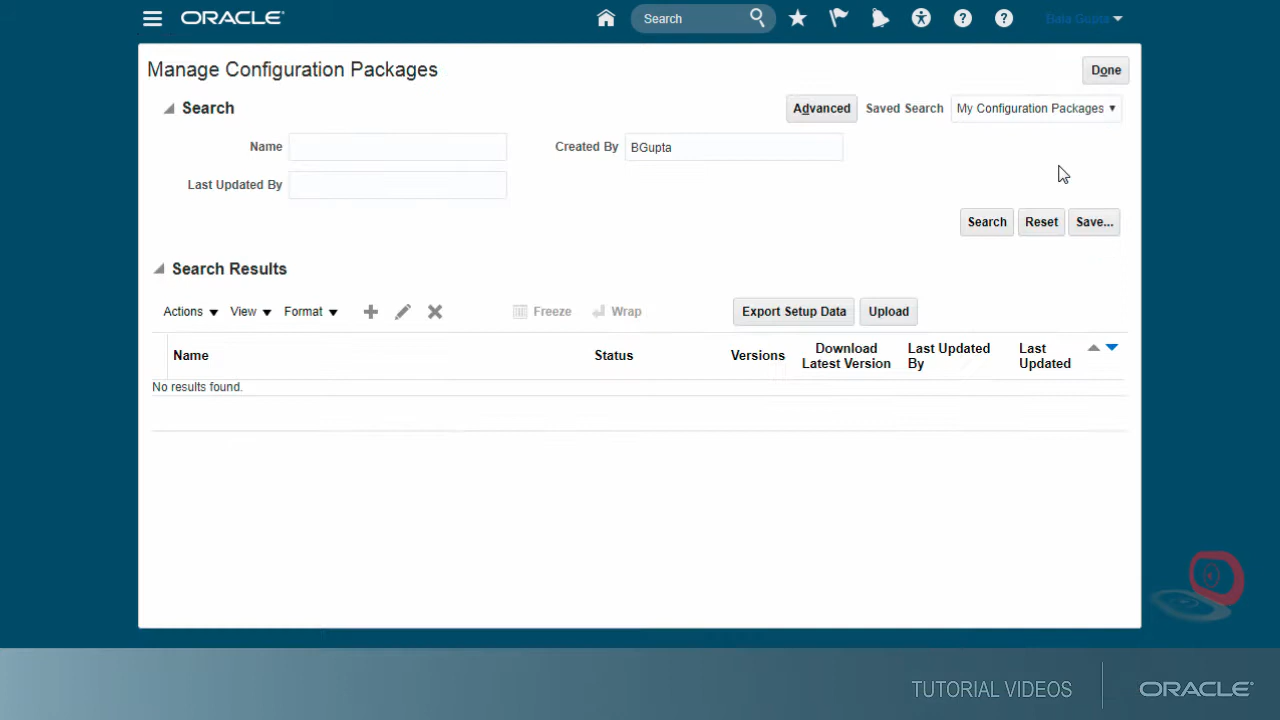 ORACLE
Search
Bala Gupta
Manage Configuration Packages
Done
Search
Advanced
Saved Search
My Configuration Packages
Name
Created By
BGupta
Last Updated By
Search
Reset
Save...
Search Results
Actions
View
Format
Freeze
Wrap
Export Setup Data
Upload
Name
Status
Versions
Download
Latest Version
Last Updated
By
Last
Updated
No results found.
TUTORIAL VIDEOS
ORACLE